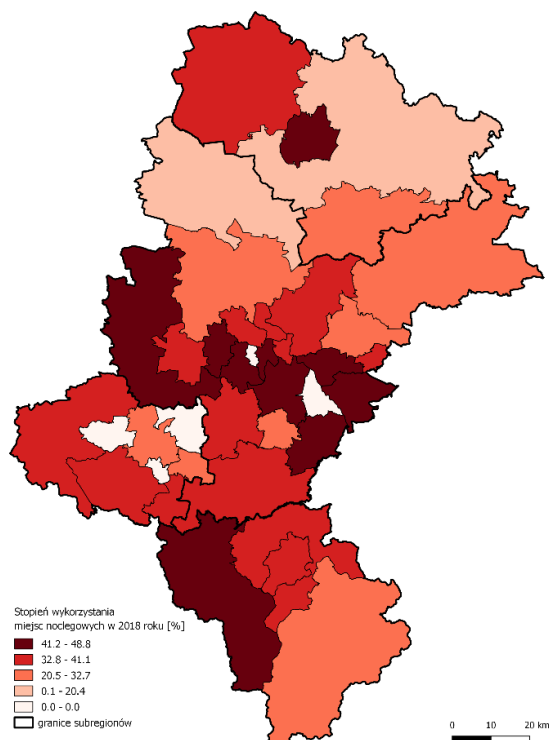 Stopień wykorzystania
miejsc noclegowych w 2018 roku [%]
41.2 - 48.8
32.8 - 41.1
20.5 - 32.7
0.1 - 20.4
0.0 - 0.0
granice subregionów
0 10 20 km